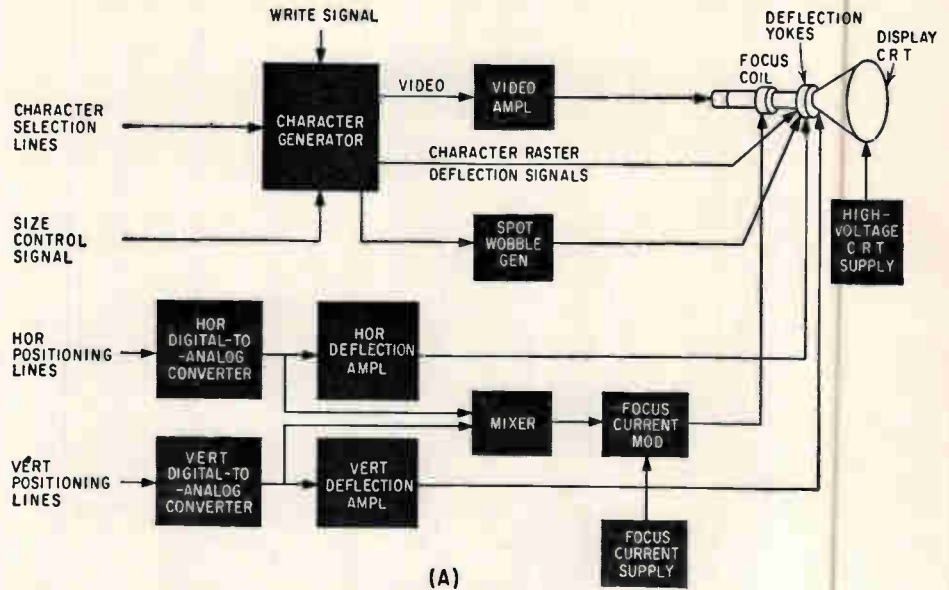 WRITE SIGNAL
DEFLECTION
YOKES
DISPLAY
CRT
FOCUS
COIL
CHARACTER
SELECTION
LINES
CHARACTER
GENERATOR
VIDEO
VIDEO
AMPL
CHARACTER RASTER
DEFLECTION SIGNALS
SIZE
CONTROL
SIGNAL
SPOT
WOBBLE
GEN
HIGH-
VOLTAGE
CRT
SUPPLY
HOR
POSITIONING
LINES
HOR
DIGITAL-TO
-ANALOG
CONVERTER
HOR
DEFLECTION
AMPL
MIXER
FOCUS
CURRENT
MOD
VERT
POSITIONING
LINES
VERT
DIGITAL-TO
-ANALOG
CONVERTER
VERT
DEFLECTION
AMPL
FOCUS
CURRENT
SUPPLY
(A)